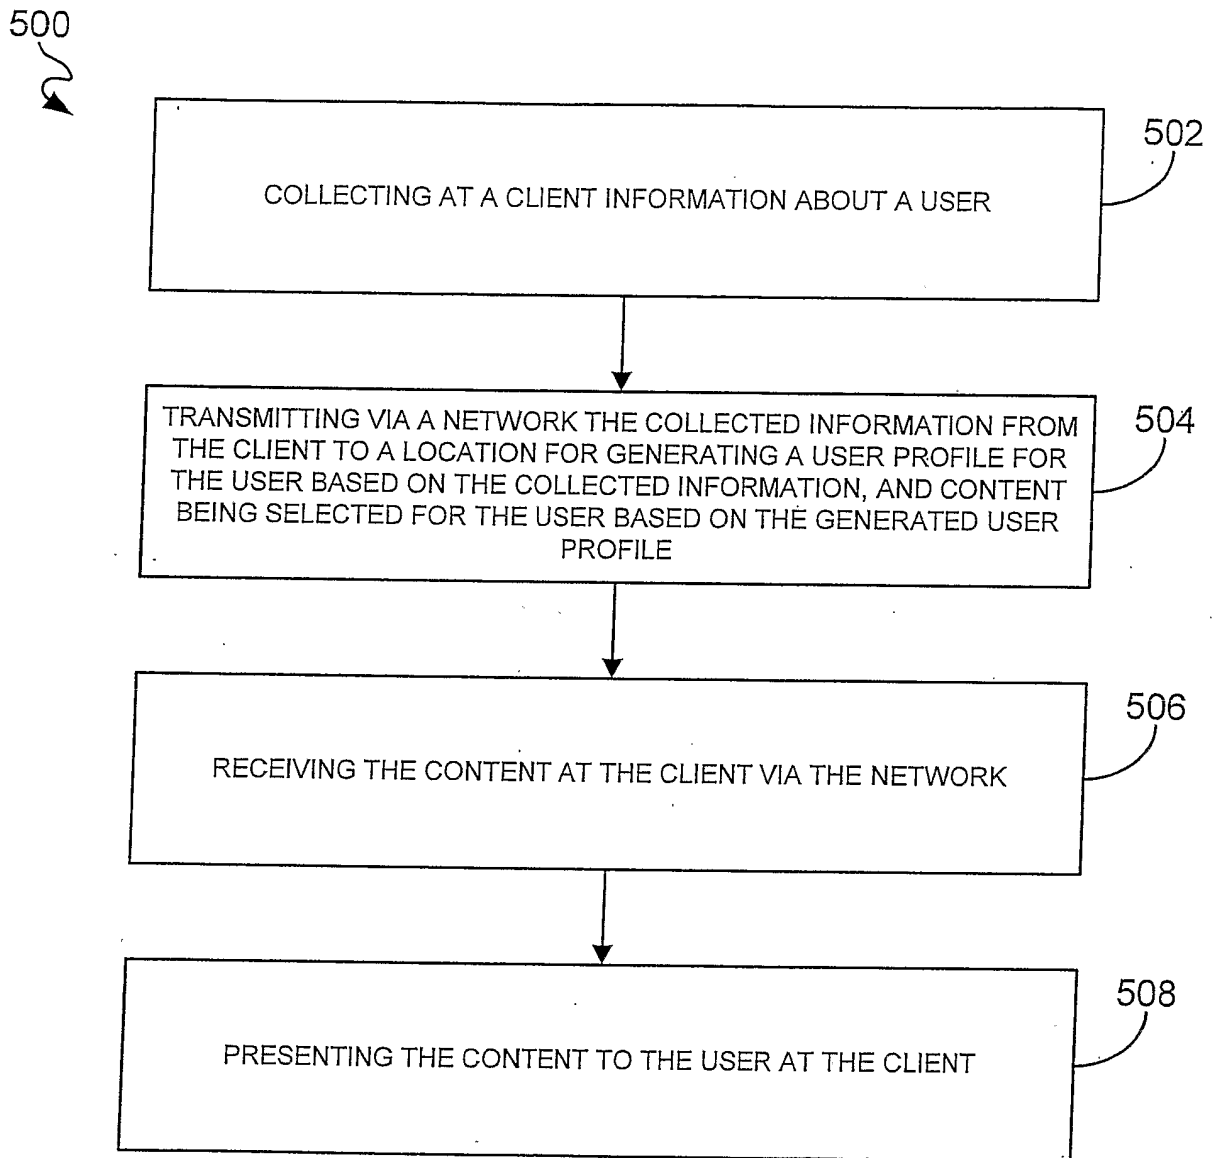 500
502
COLLECTING AT A CLIENT INFORMATION ABOUT A USER
TRANSMITTING VIA A NETWORK THE COLLECTED INFORMATION FROM
THE CLIENT TO A LOCATION FOR GENERATING A USER PROFILE FOR
THE USER BASED ON THE COLLECTED INFORMATION, AND CONTENT
BEING SELECTED FOR THE USER BASED ON THE GENERATED USER
PROFILE
504
506
RECEIVING THE CONTENT AT THE CLIENT VIA THE NETWORK
508
PRESENTING THE CONTENT TO THE USER AT THE CLIENT